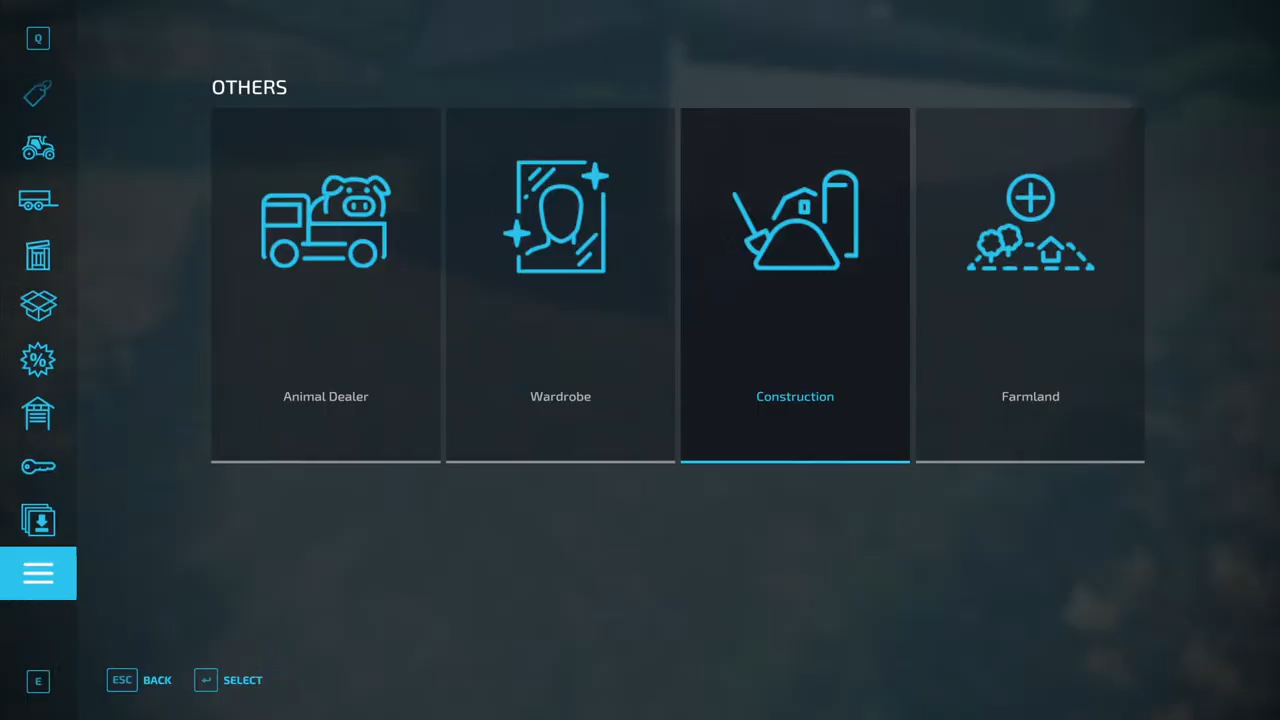 Q
OTHERS
%
Animal Dealer
Wardrobe
Construction
Farmland
E
ESC BACK
↵ SELECT